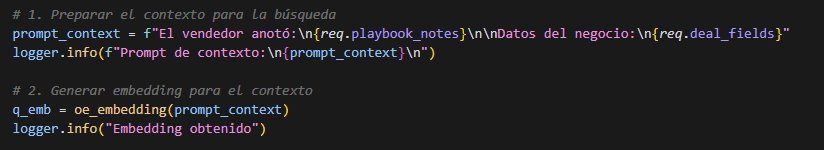 # 1. Preparar el contexto para la búsqueda
prompt_context = f"El vendedor anotó:\n{req.playbook_notes}\n\nDatos del negocio:\n{req.deal_fields}"
logger.info(f"Prompt de contexto:\n{prompt_context}\n")
# 2. Generar embedding para el contexto
q_emb = oe_embedding(prompt_context)
logger.info("Embedding obtenido")